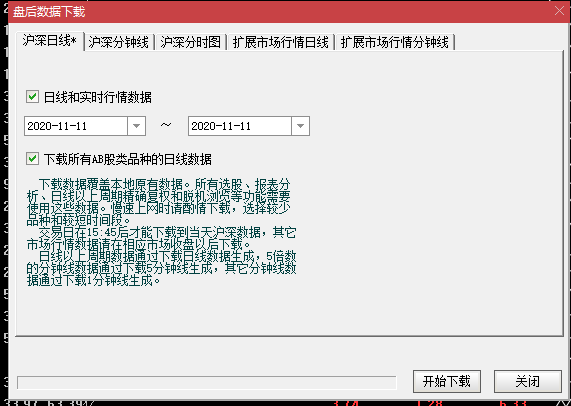 盘后数据下载
沪深日线* 沪深分钟线 沪深分时图 扩展市场行情日线 扩展市场行情分钟线
日线和实时行情数据
2020-11-11 ~ 2020-11-11
下载所有AB股类品种的日线数据
下载数据覆盖本地原有数据。所有选股、报表分
析、日线以上周期精确复权和脱机浏览等功能需要
使用这些数据。慢速上网时请酌情下载，选择较少
品种和较短时间段。
交易日在15:45后才能下载到当天沪深数据，其它
市场行情数据请在相应市场收盘以后下载。
日线以上周期数据通过下载日线数据生成，5倍数
的分钟线数据通过下载5分钟线生成，其它分钟线数
据通过下载1分钟线生成。
开始下载 关闭